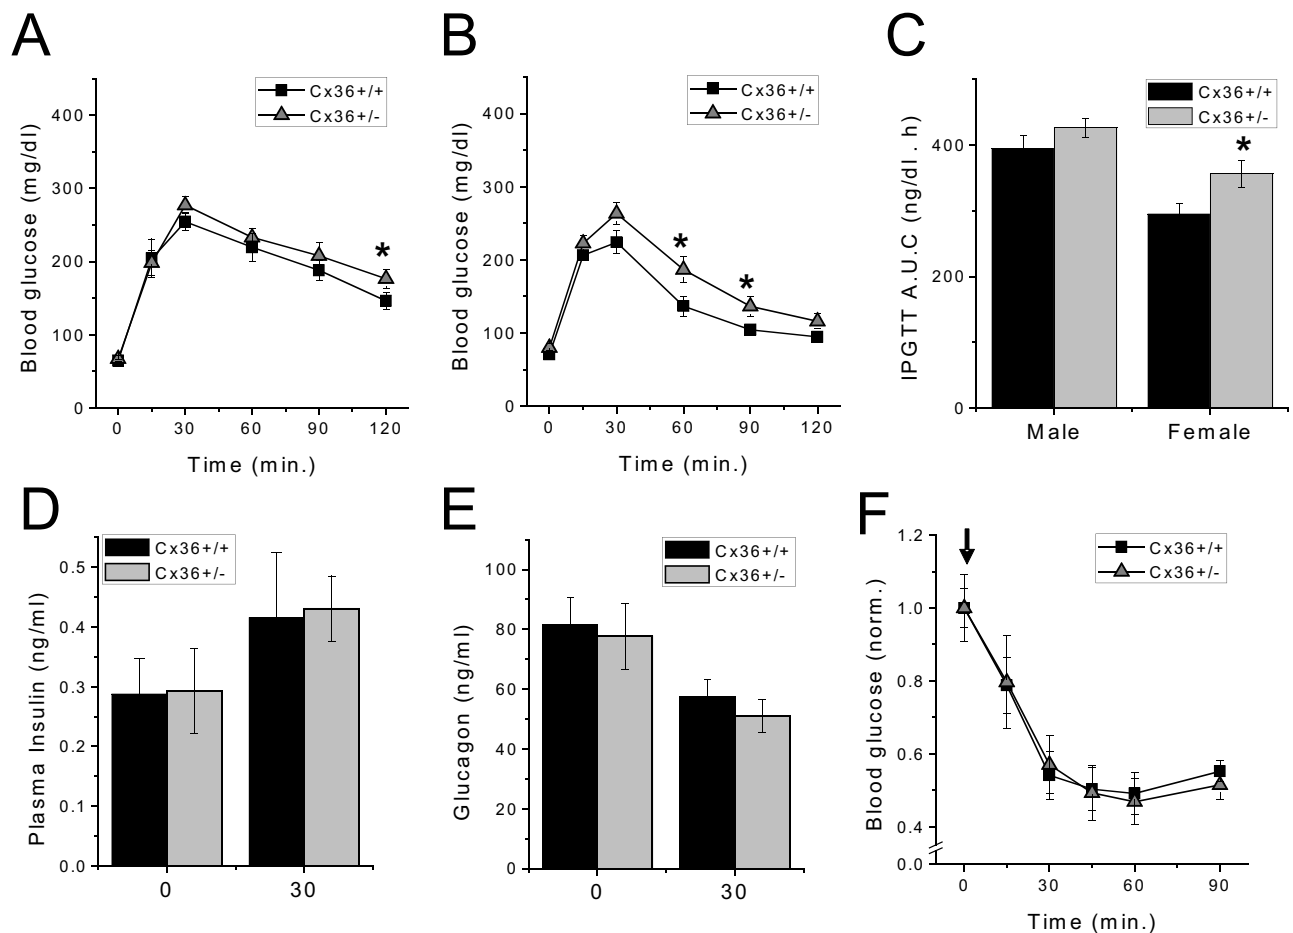 A
Cx36+/+
Cx36+/-
400
300
200
100
0
Blood glucose (mg/dl)
*
0 30 60 90 120
Time (min.)
B
Cx36+/+
Cx36+/-
400
300
200
100
0
Blood glucose (mg/dl)
*
*
0 30 60 90 120
Time (min.)
C
Cx36+/+
Cx36+/-
400
200
0
IPGTT A.U.C (ng/dl . h)
*
Male Female
D
Cx36+/+
Cx36+/-
0.5
0.4
0.3
0.2
0.1
0.0
Plasma Insulin (ng/ml)
0 30
E
Cx36+/+
Cx36+/-
100
80
60
40
20
0
Glucagon (ng/ml)
0 30
F
Cx36+/+
Cx36+/-
1.2
1.0
0.8
0.6
0.4
0.0
Blood glucose (norm.)
0 30 60 90
Time (min.)